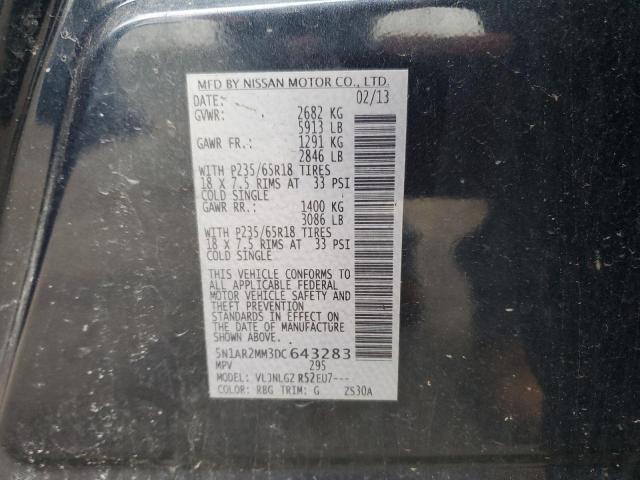 MFD BY NISSAN MOTOR CO., LTD.
02/13
GVWR: 2682 KG
5913 LB
GAWR FR.: 1291 KG
2846 LB
WITH P235/65R18 TIRES
18 X 7.5 RIMS AT 33 PSI
COLD SINGLE
GAWR RR.: 1400 KG
3086 LB
WITH P235/65R18 TIRES
18 X 7.5 RIMS AT 33 PSI
COLD SINGLE
THIS VEHICLE CONFORMS TO
ALL APPLICABLE FEDERAL
MOTOR VEHICLE SAFETY AND
THEFT PREVENTION
STANDARDS IN EFFECT ON
THE DATE OF MANUFACTURE
SHOWN ABOVE.
5N1AR2MM3DC643283
MPV 295
MODEL: VLJNLGZ R52EU7---
COLOR: RBG TRIM: G ZS30A